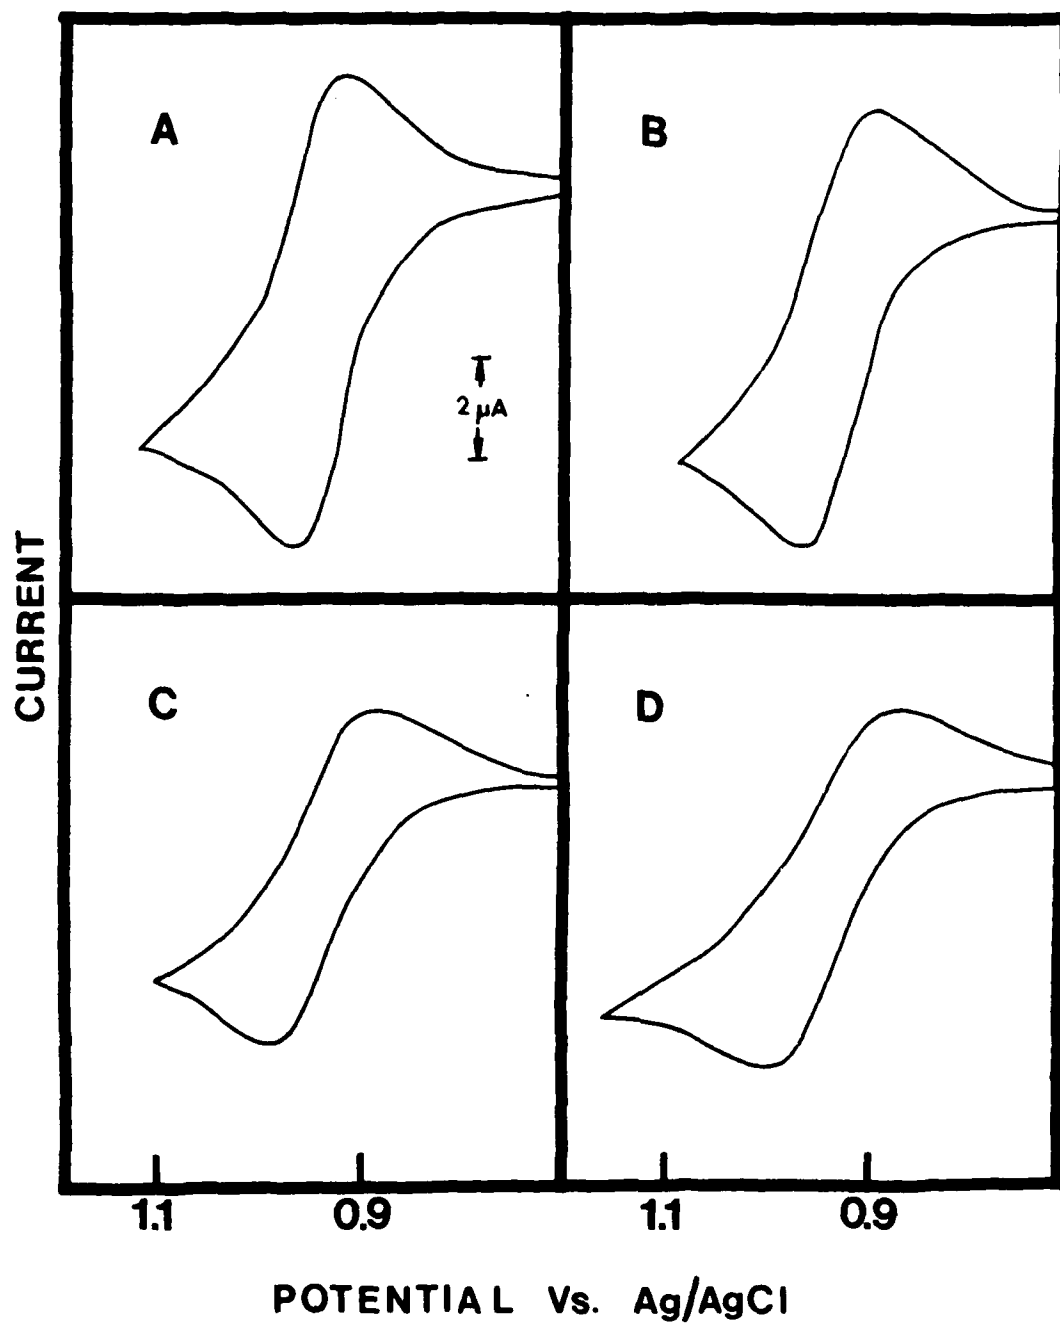 A
B
2 μA
CURRENT
C
D
1.1 0.9 1.1 0.9
POTENTIAL Vs. Ag/AgCl